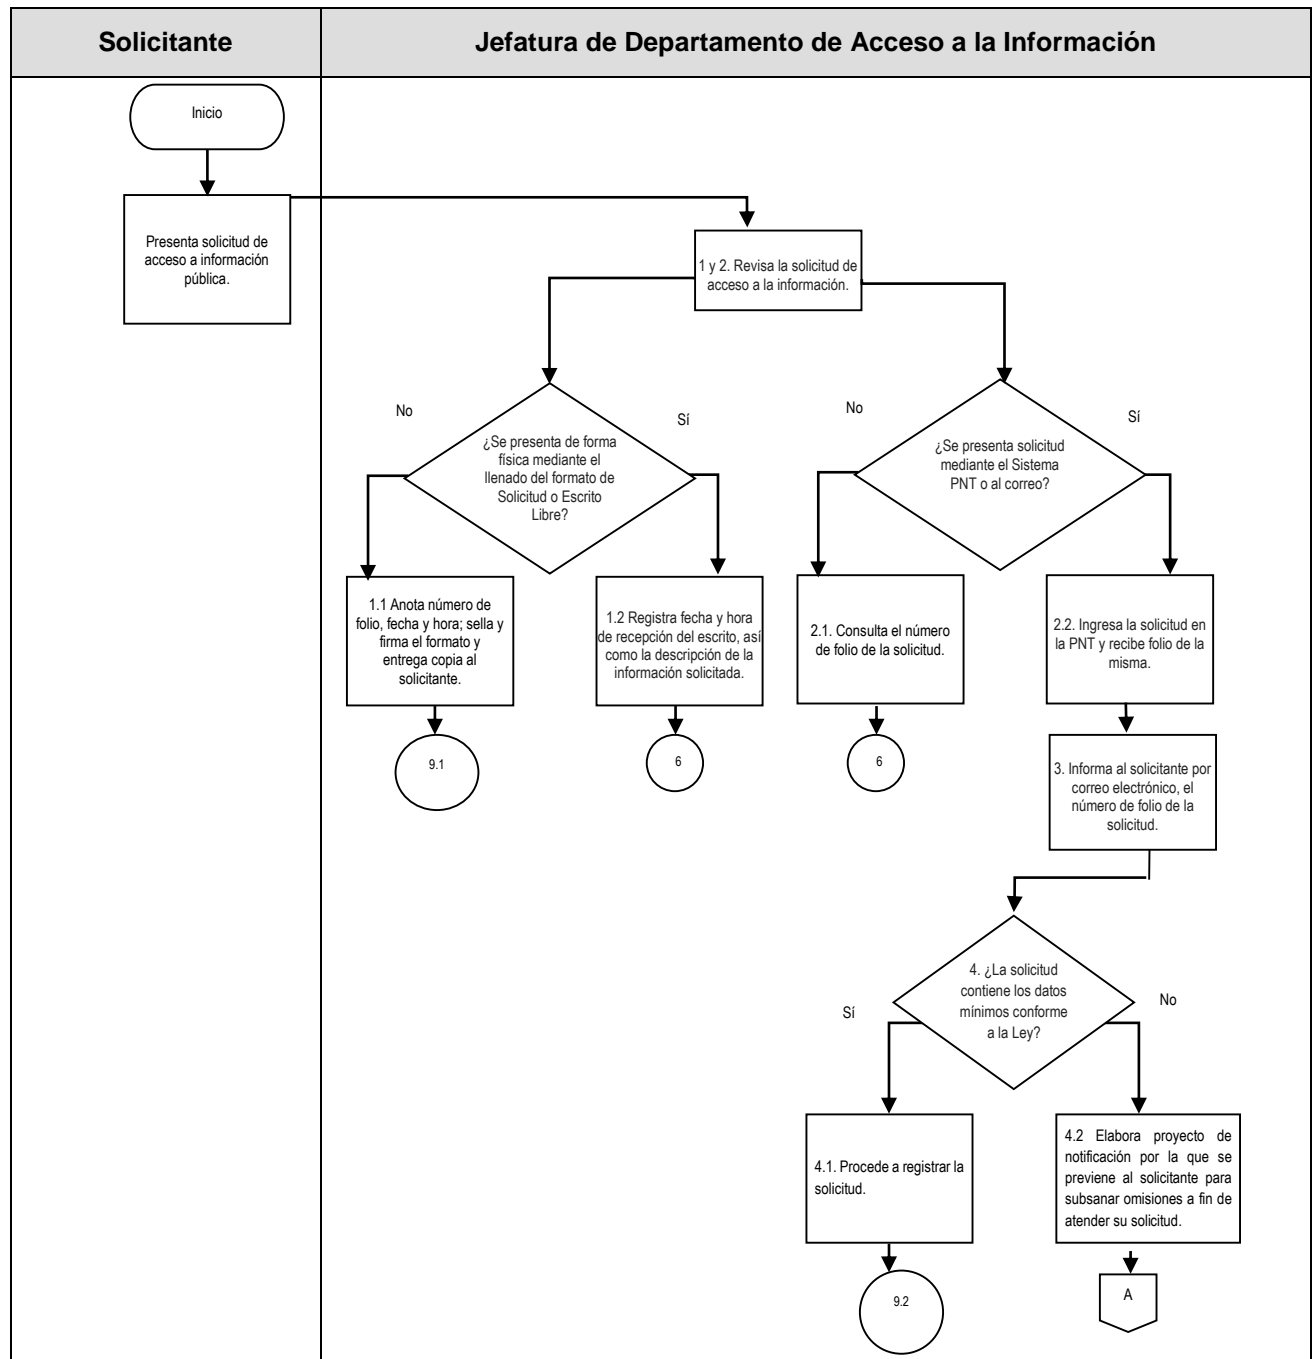 Solicitante
Jefatura de Departamento de Acceso a la Información
Inicio
Presenta solicitud de
acceso a información
pública.
1 y 2. Revisa la solicitud de
acceso a la información.
No
¿Se presenta de forma
física mediante el
llenado del formato de
Solicitud o Escrito
Libre?
Sí
No
¿Se presenta solicitud
mediante el Sistema
PNT o al correo?
Sí
1.1 Anota número de
folio, fecha y hora; sella y
firma el formato y
entrega copia al
solicitante.
1.2 Registra fecha y hora
de recepción del escrito, así
como la descripción de la
información solicitada.
2.1. Consulta el número
de folio de la solicitud.
2.2. Ingresa la solicitud en
la PNT y recibe folio de la
misma.
9.1
6
6
3. Informa al solicitante por
correo electrónico, el
número de folio de la
solicitud.
Sí
4. ¿La solicitud
contiene los datos
mínimos conforme
a la Ley?
No
4.1. Procede a registrar la
solicitud.
4.2 Elabora proyecto de
notificación por la que se
previene al solicitante para
subsanar omisiones a fin de
atender su solicitud.
9.2
A